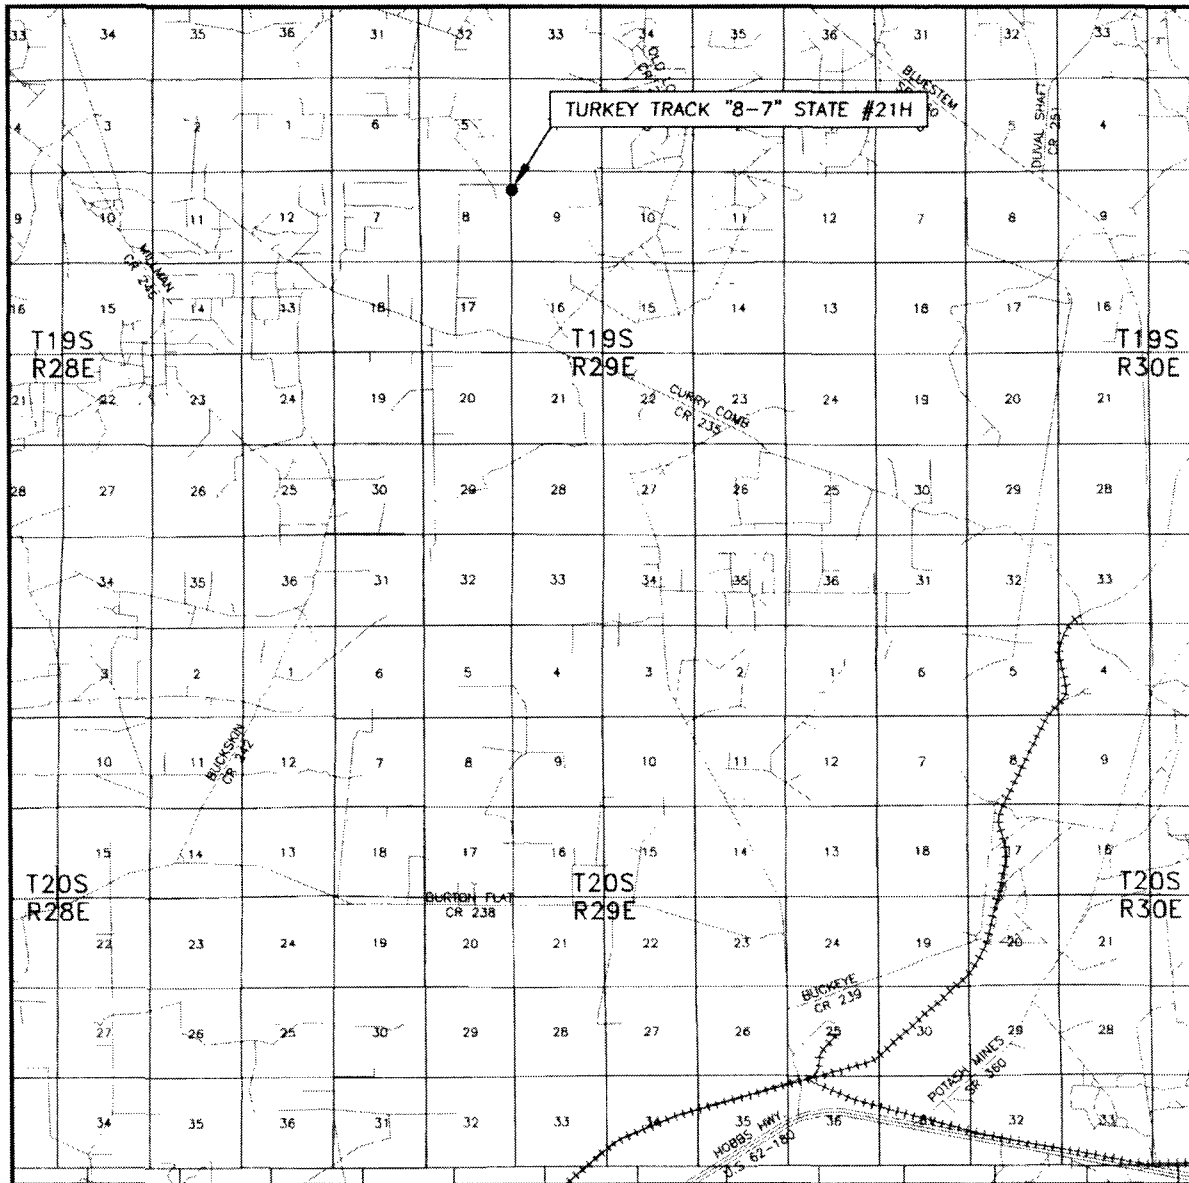 33 34 35 36 31 32 33 34 35 36 31 32 33
OLD
BLUESTEM
DUVAL SHAFT
CR 251
TURKEY TRACK "8-7" STATE #21H
4 3 2 1 6 5 5 4
9 10 11 12 7 8 9 10 11 12 7 8 9
MILLMAN
CR 246
16 15 14 13 18 17 16 15 14 13 18 17 16
T19S
R28E
T19S
R29E
T19S
R30E
21 22 23 24 19 20 21 22 23 24 19 20 21
CURRY COMB
CR 235
28 27 26 25 30 29 28 27 26 25 30 29 28
34 35 36 31 32 33 34 35 36 31 32 33
3 2 1 6 5 4 3 2 1 6 5 4
BUCKSKIN
CR 242
10 11 12 7 8 9 10 11 12 7 8 9
15 14 13 18 17 16 15 14 13 18 17 16
T20S
R28E
T20S
R29E
T20S
R30E
BURTON FLAT
CR 238
22 23 24 19 20 21 22 23 24 19 20 21
BUCKEYE
CR 239
27 26 25 30 29 28 27 26 25 30 29 28
POTASH MINES
SR 360
34 35 36 31 32 33 34 35 36 31 32 33
HOBBS HWY.
U.S 62-180